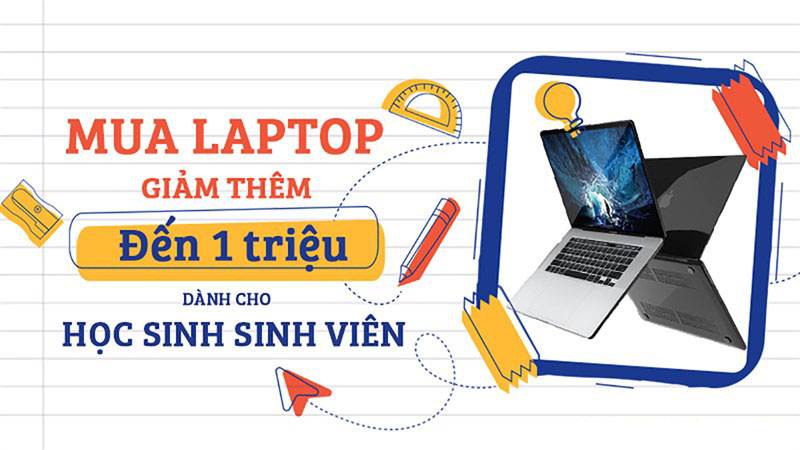 MUA LAPTOP
GIẢM THÊM
Đến 1 triệu
DÀNH CHO
HỌC SINH SINH VIÊN